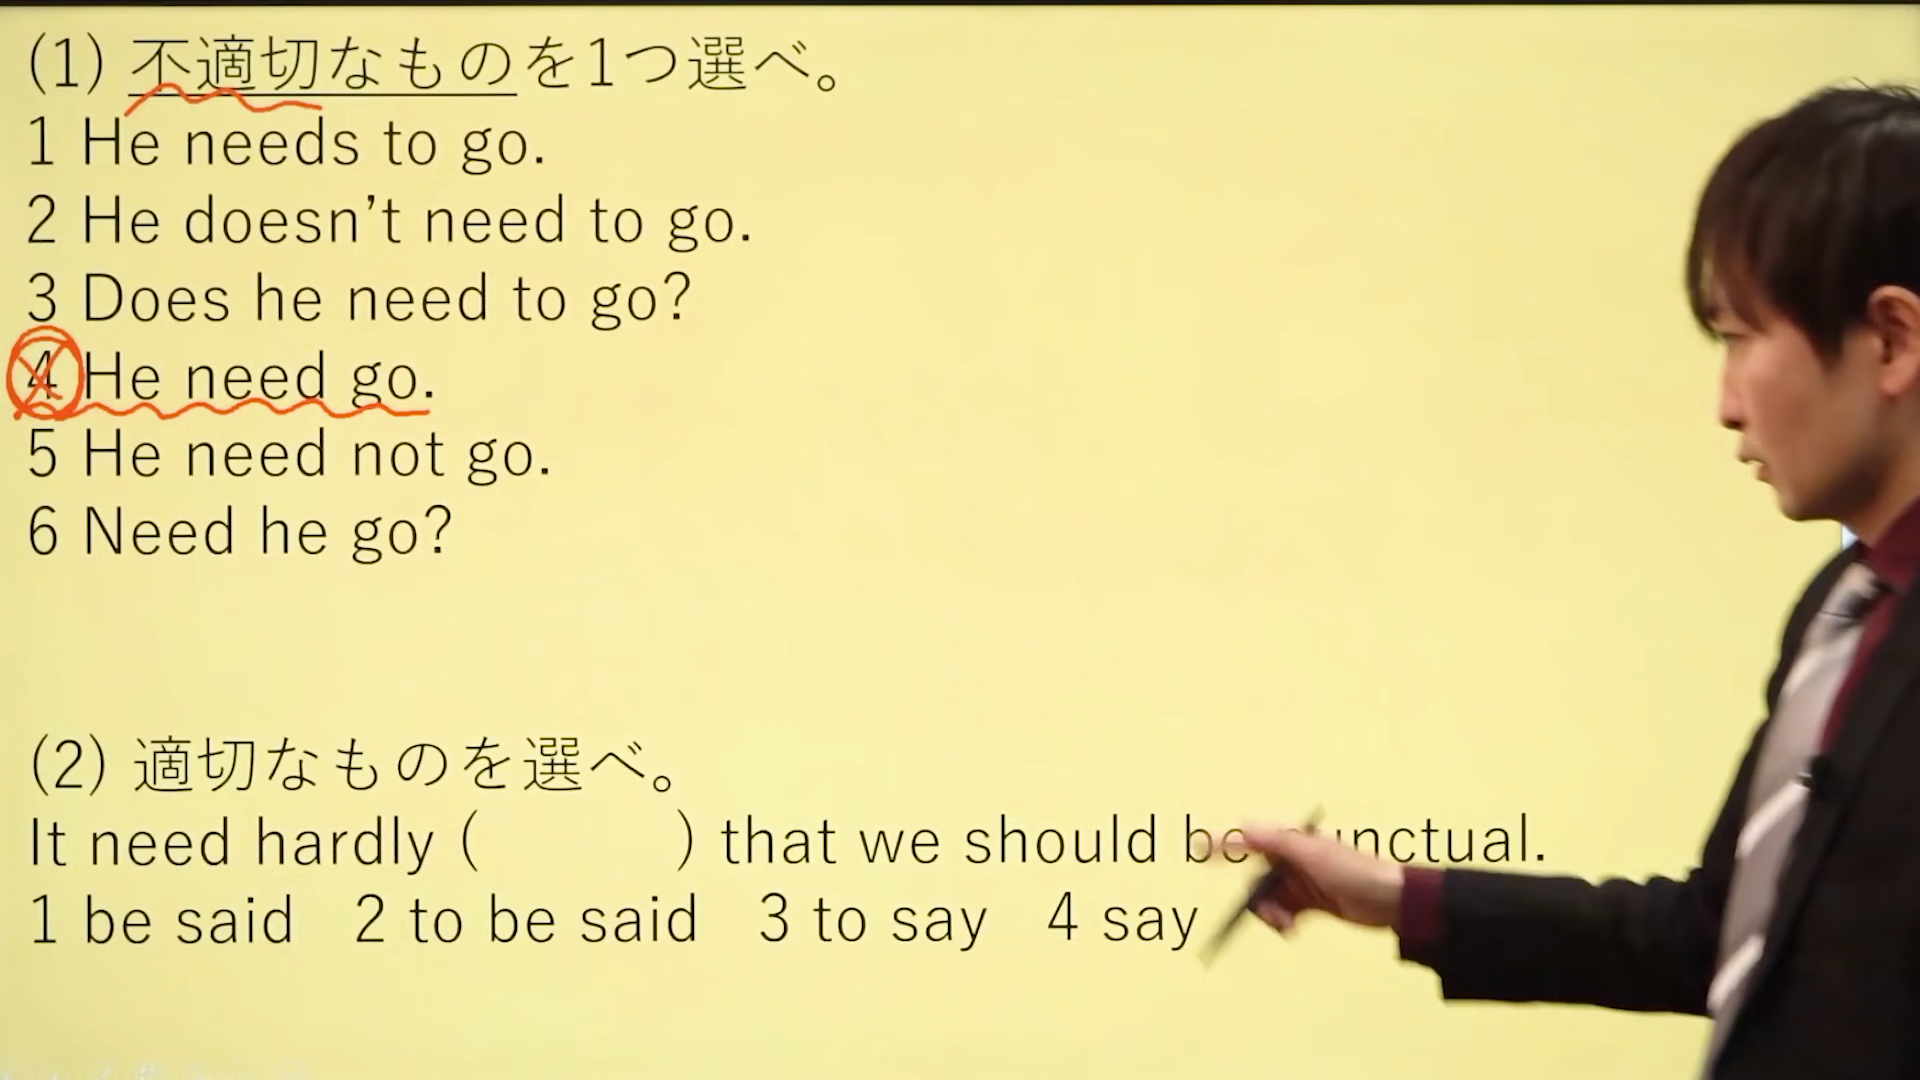 (1) 不適切なものを1つ選べ。
1 He needs to go.
2 He doesn't need to go.
3 Does he need to go?
4 He need go.
5 He need not go.
6 Need he go?
(2) 適切なものを選べ。
It need hardly (　　　) that we should be punctual.
1 be said 2 to be said 3 to say 4 say